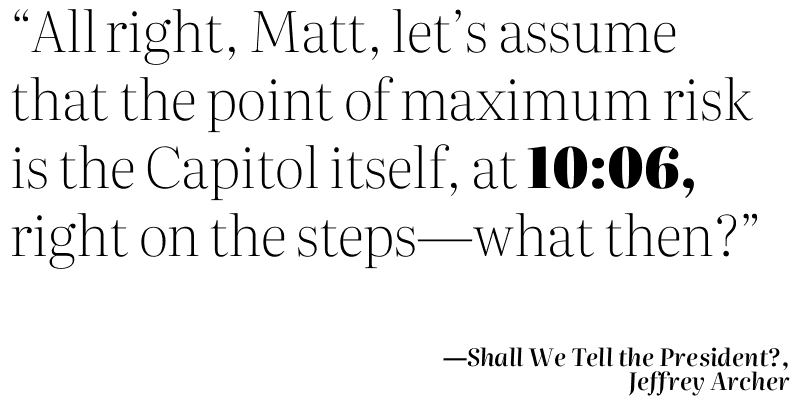 “All right, Matt, let’s assume
that the point of maximum risk
is the Capitol itself, at 10:06,
right on the steps—what then?”
—Shall We Tell the President?,
Jeffrey Archer